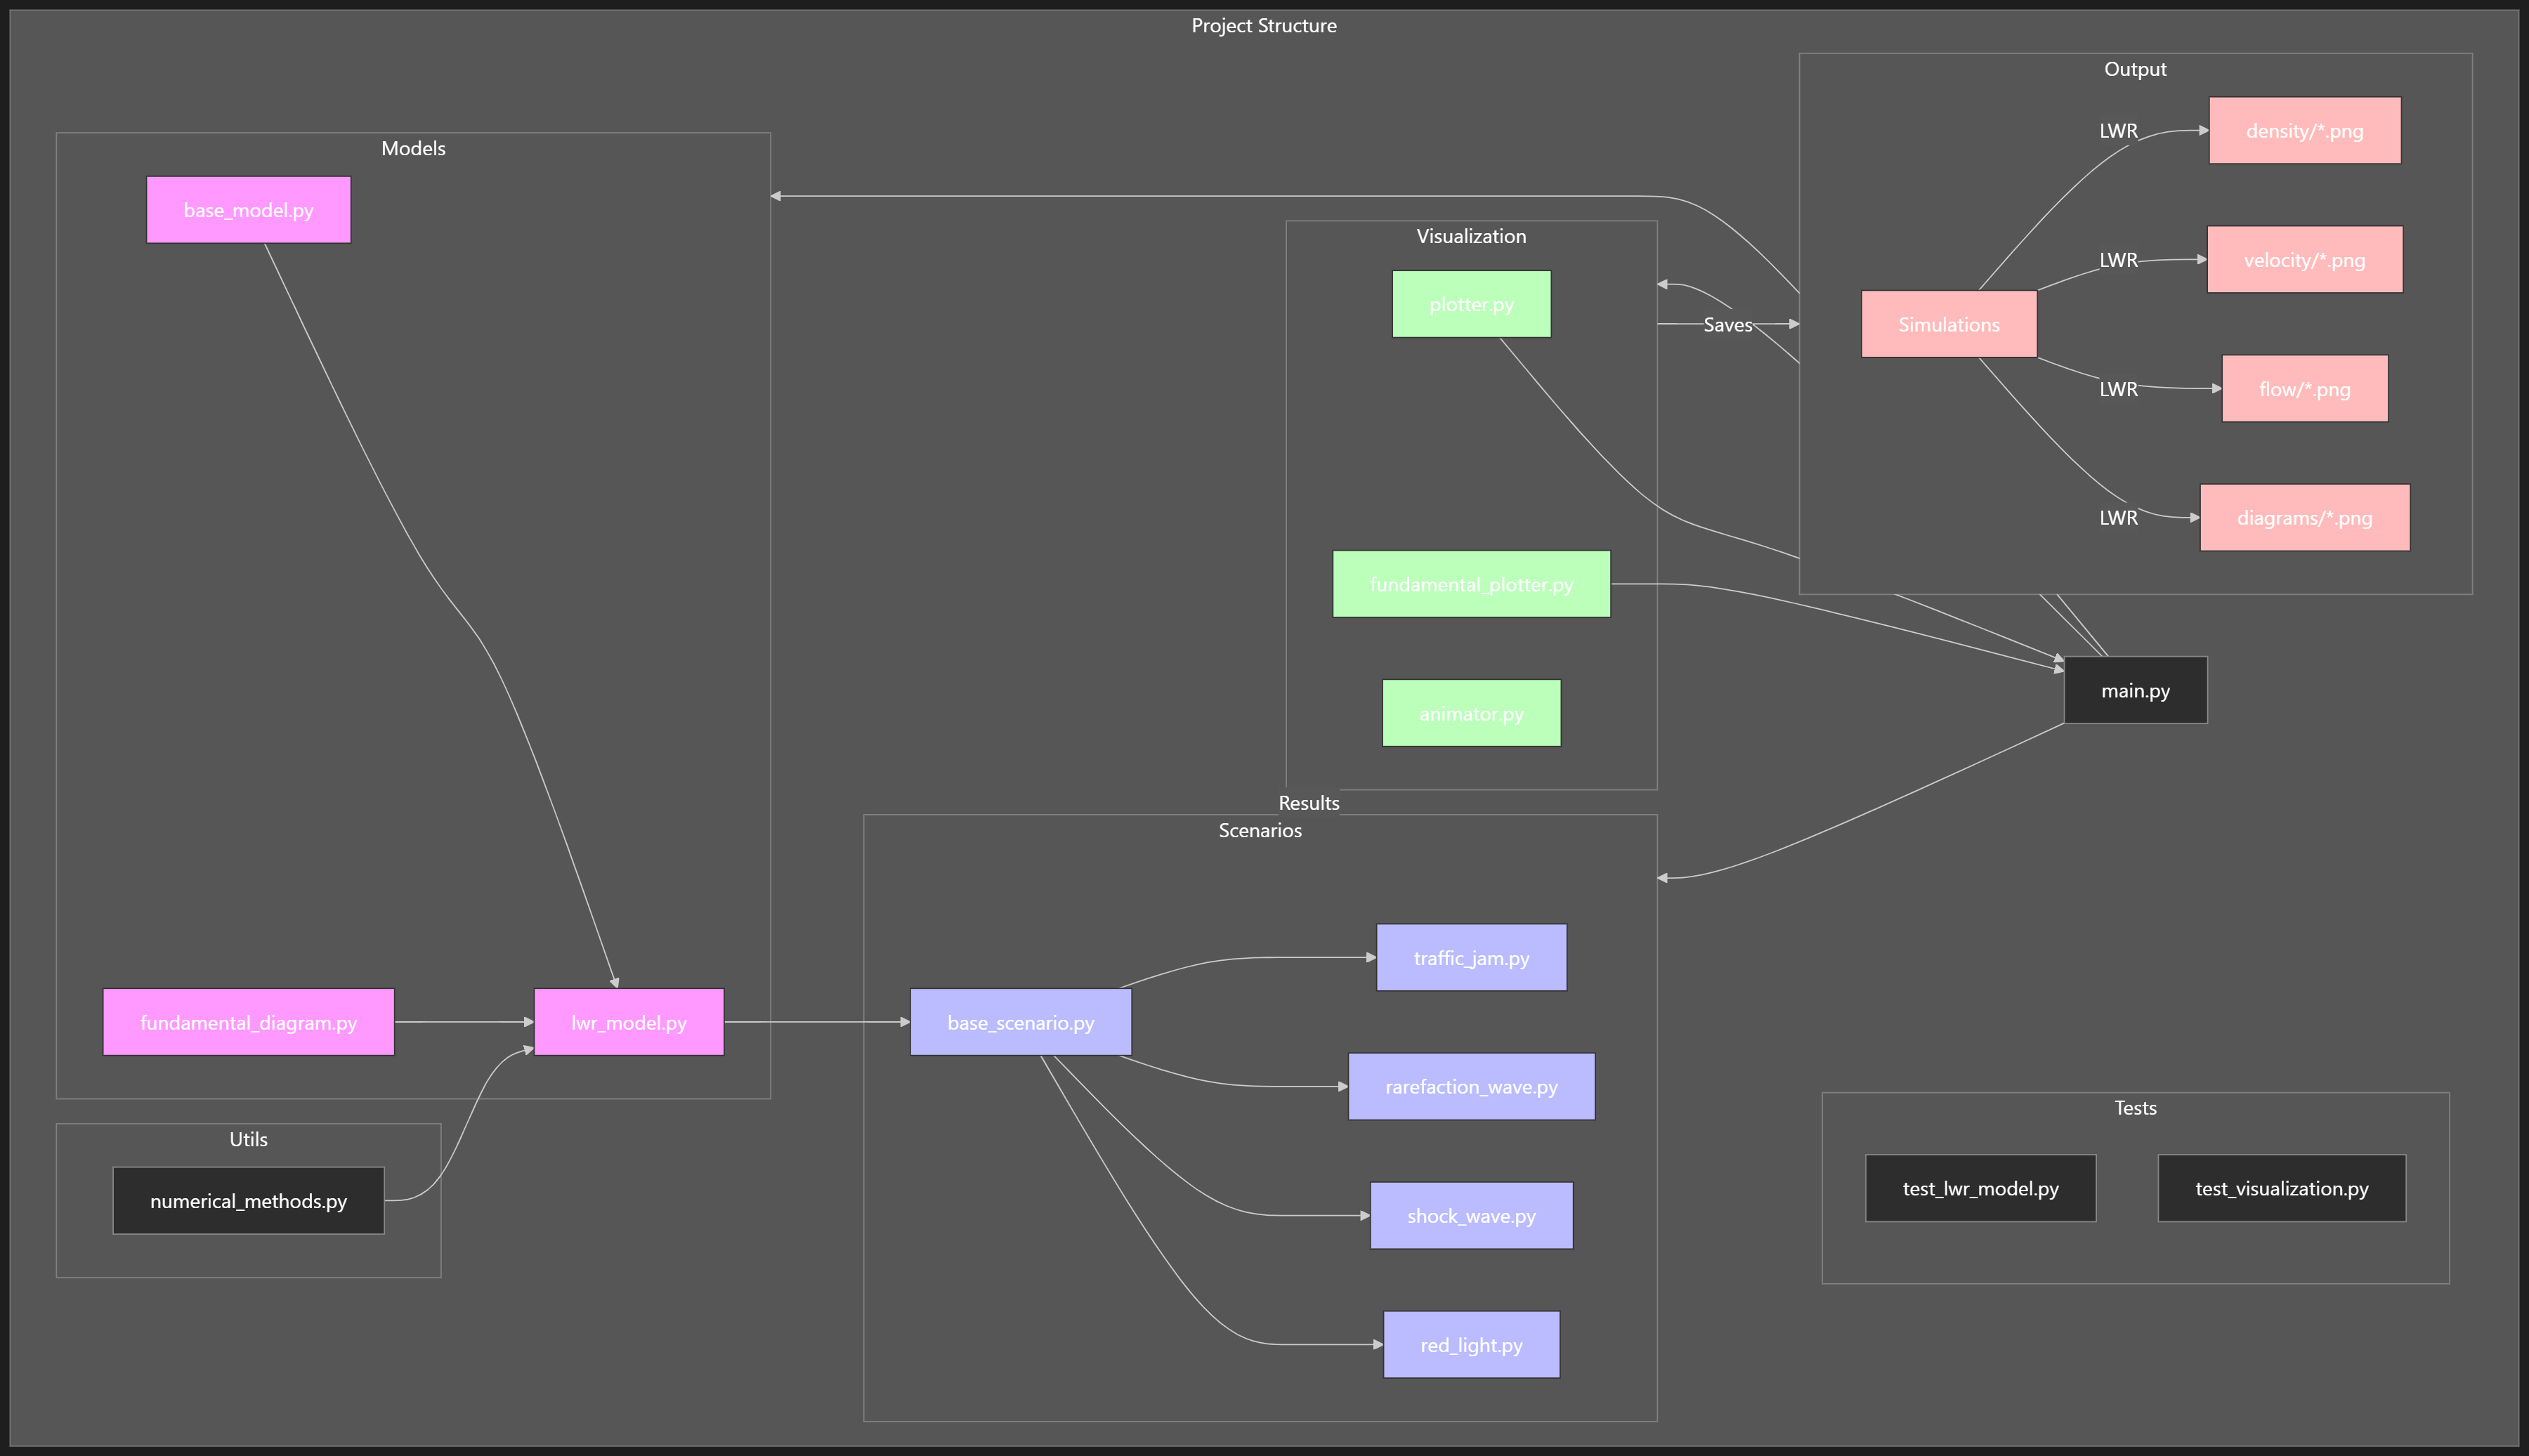 Project Structure
Models
base_model.py
fundamental_diagram.py
lwr_model.py
Utils
numerical_methods.py
Visualization
plotter.py
fundamental_plotter.py
animator.py
Saves
Results
Scenarios
base_scenario.py
traffic_jam.py
rarefaction_wave.py
shock_wave.py
red_light.py
Output
Simulations
LWR
density/*.png
LWR
velocity/*.png
LWR
flow/*.png
LWR
diagrams/*.png
main.py
Tests
test_lwr_model.py
test_visualization.py